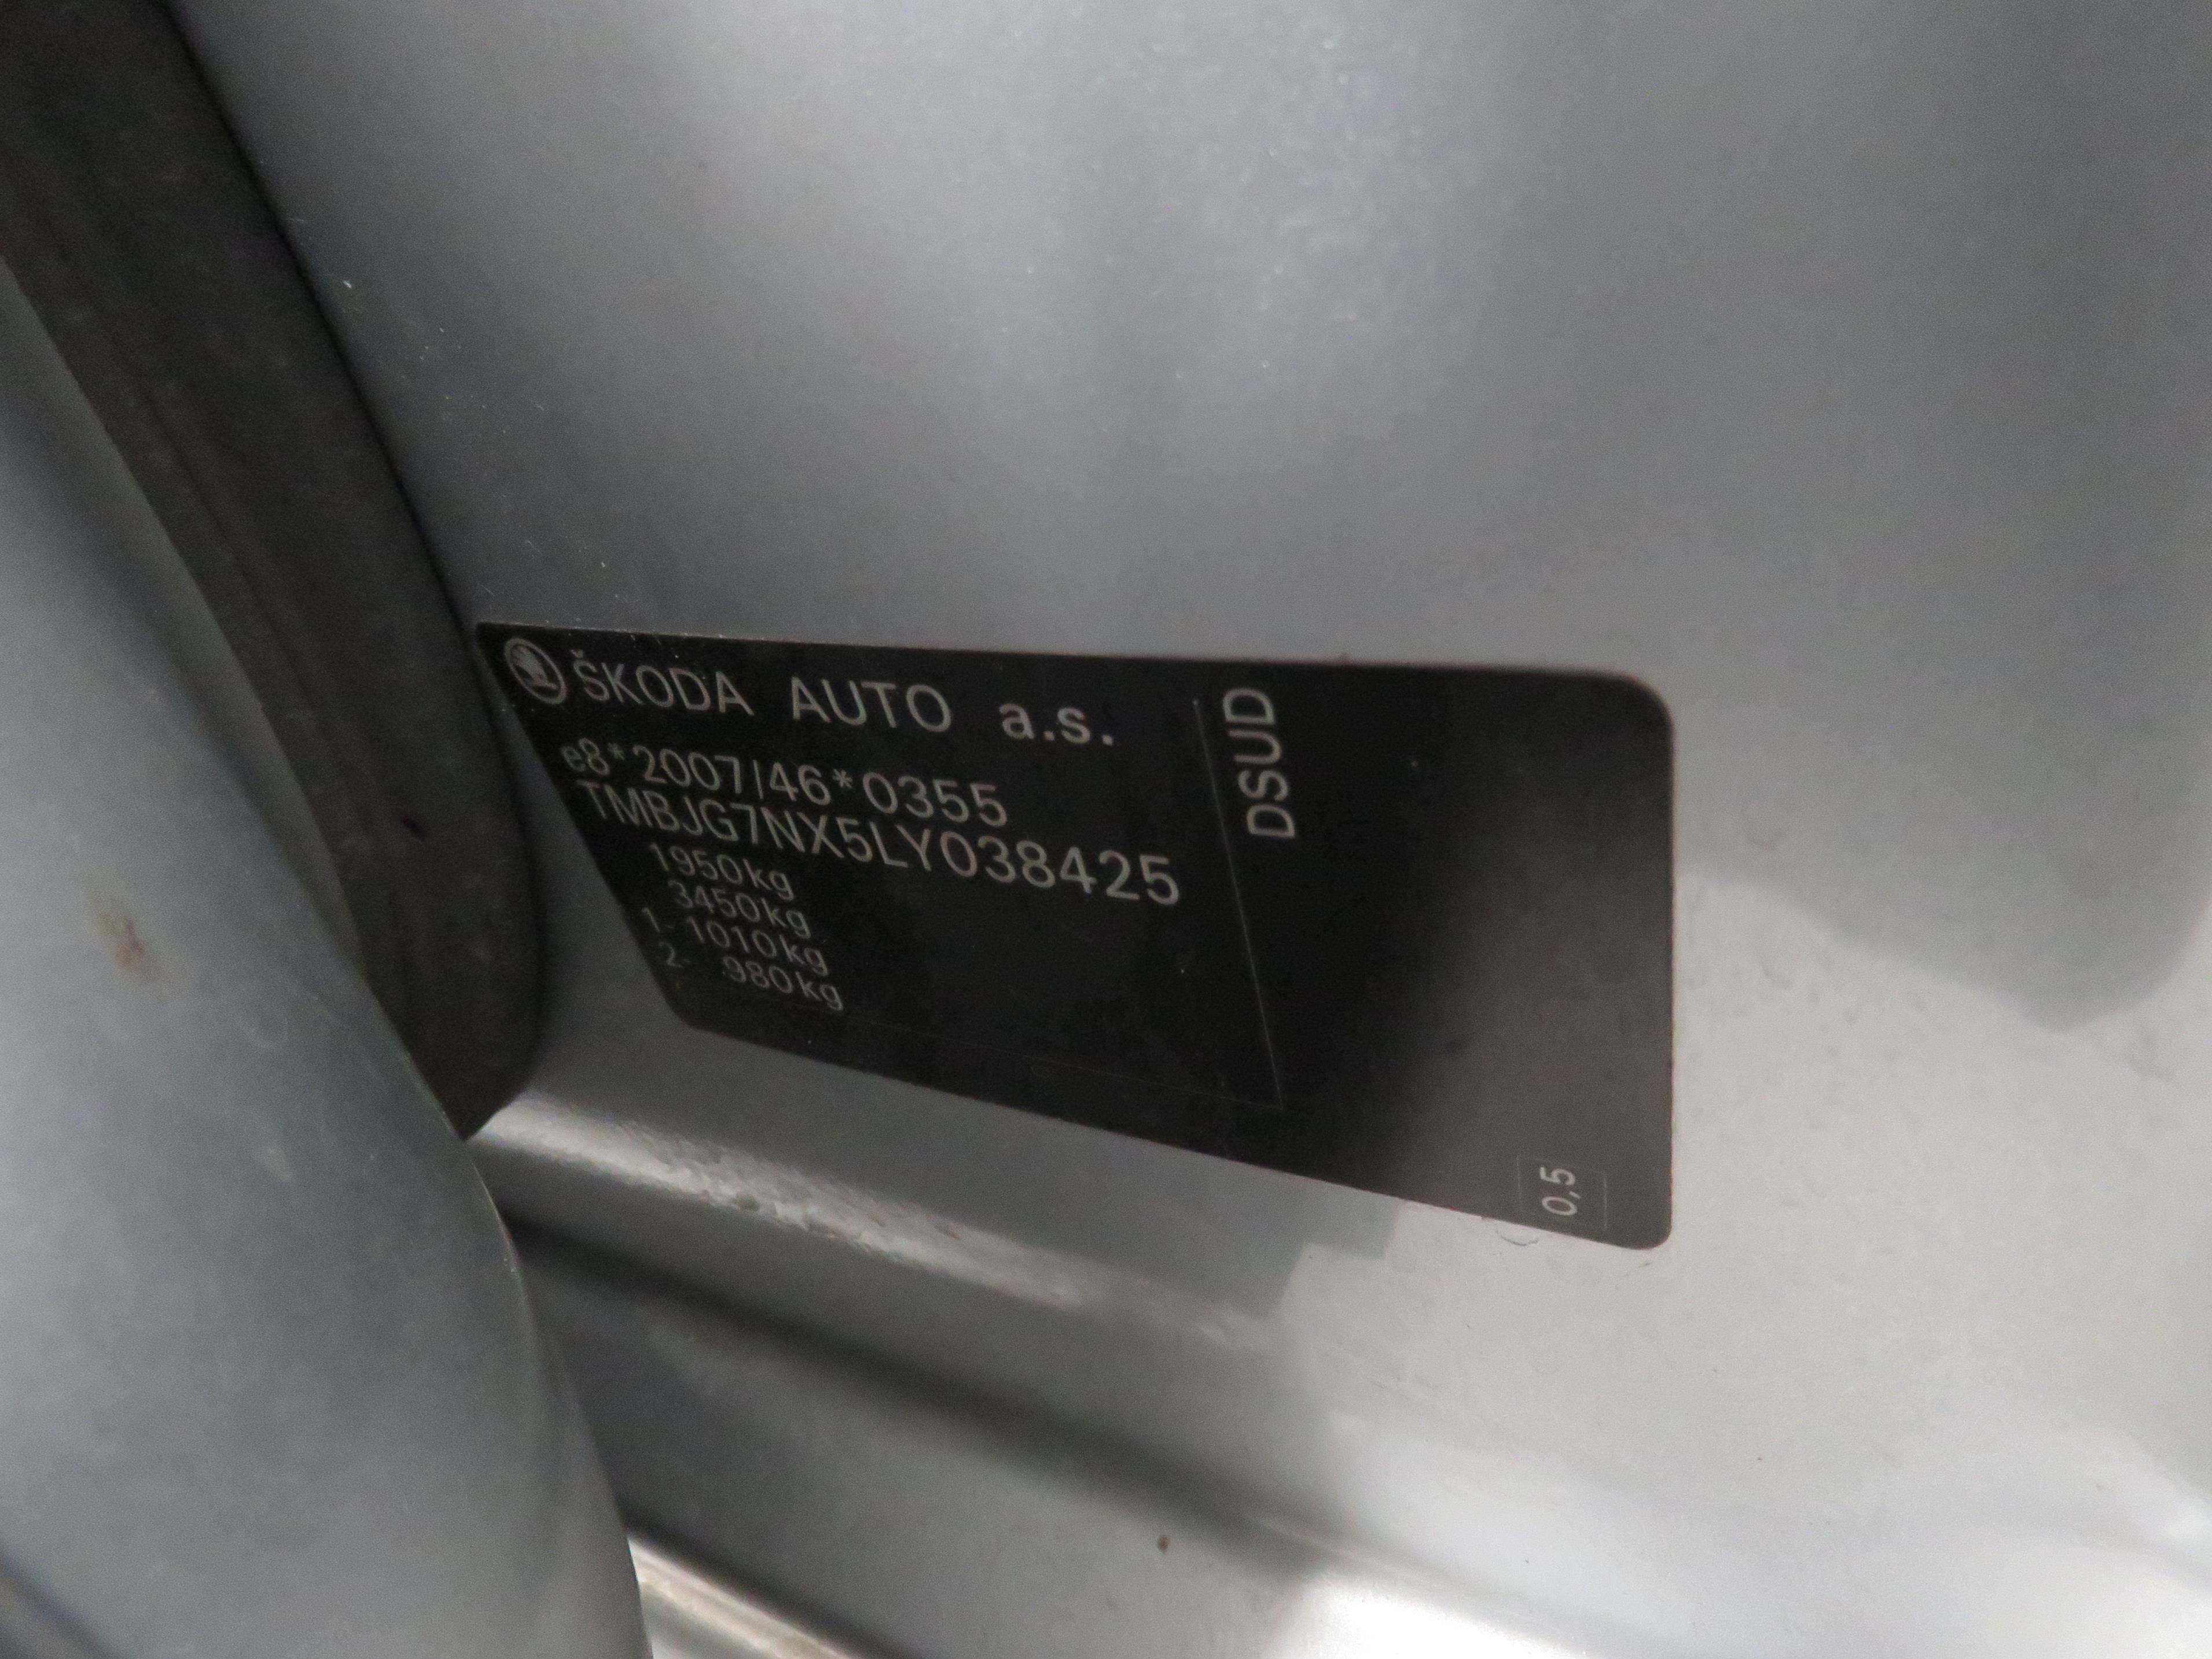 ŠKODA AUTO a.s.
e8*2007/46*0355
TMBJG7NX5LY038425
1950kg
3450kg
1- 1010kg
2- 980kg
DSUD
0,5